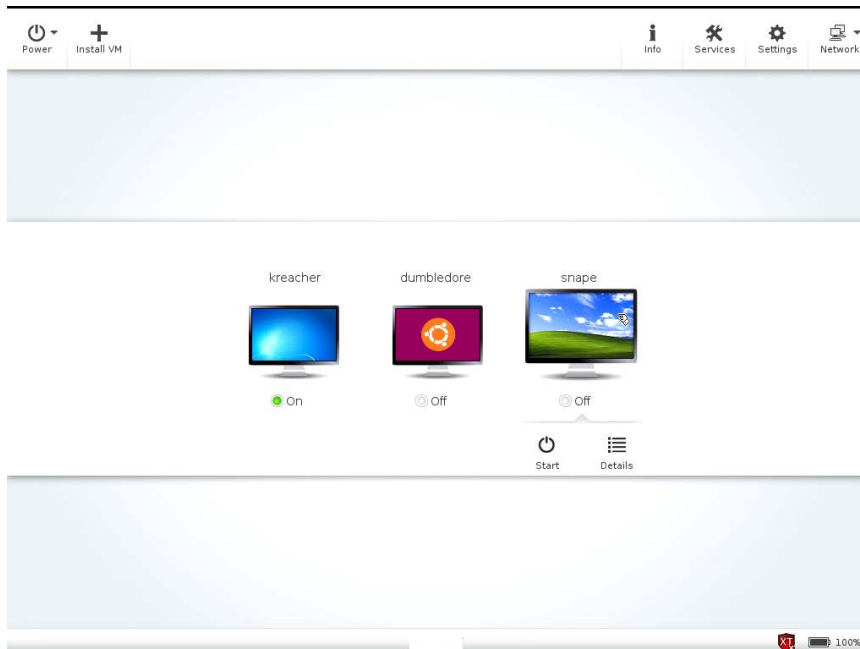 Power
Install VM
Info
Services
Settings
Network
kreacher
dumbledore
snape
On
Off
Off
Start
Details
XT
100%